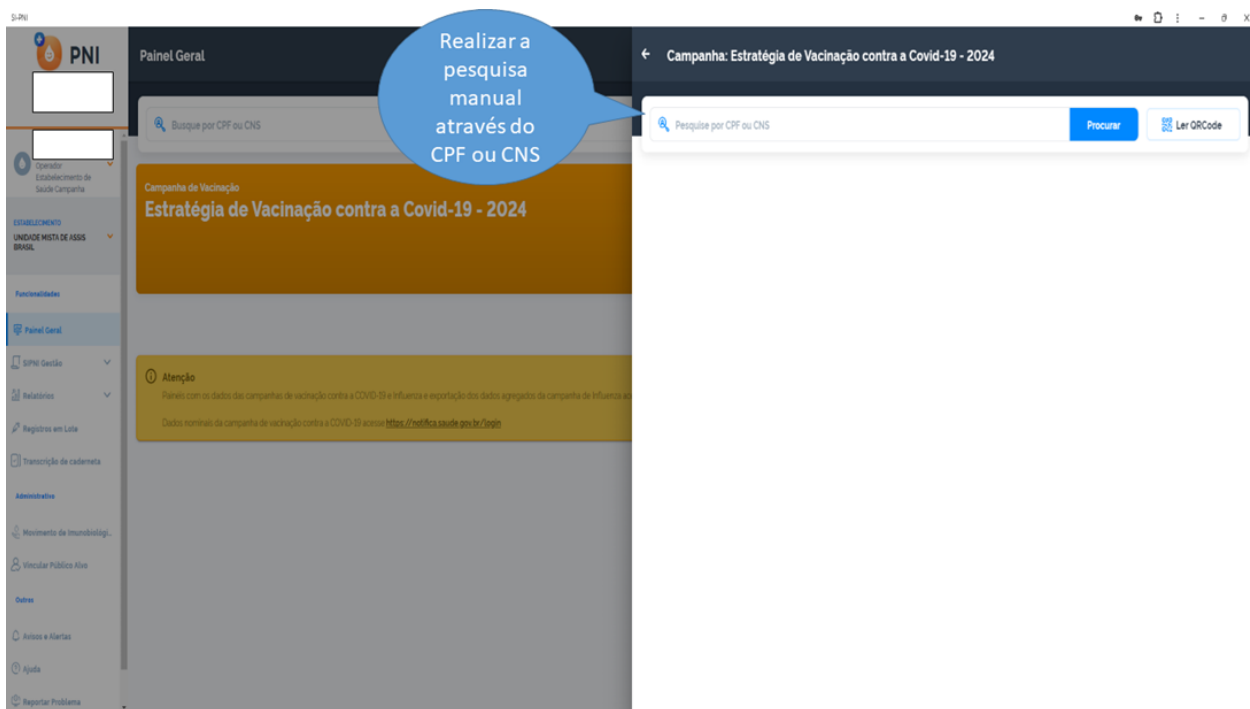 SI-PNI
PNI
Operador
Estabelecimento de
Saúde Campanha
ESTABELECIMENTO
UNIDADE MISTA DE ASSIS
BRASIL
Funcionalidades
Painel Geral
SIPNI Gestão
Relatórios
Registros em Lote
Transcrição de caderneta
Administrativo
Movimento de Imunobiológi..
Vincular Público Alvo
Outros
Avisos e Alertas
Ajuda
Reportar Problema
Painel Geral
Busque por CPF ou CNS
Campanha de Vacinação
Estratégia de Vacinação contra a Covid-19 - 2024
Atenção
Painéis com os dados das campanhas de vacinação contra a COVID-19 e Influenza e exportação dos dados agregados da campanha de Influenza ac
Dados nominais da campanha de vacinação contra a COVID-19 acesse https://notifica.saude.gov.br/login
Realizar a
pesquisa
manual
através do
CPF ou CNS
Campanha: Estratégia de Vacinação contra a Covid-19 - 2024
Pesquise por CPF ou CNS
Procurar
Ler QRCode